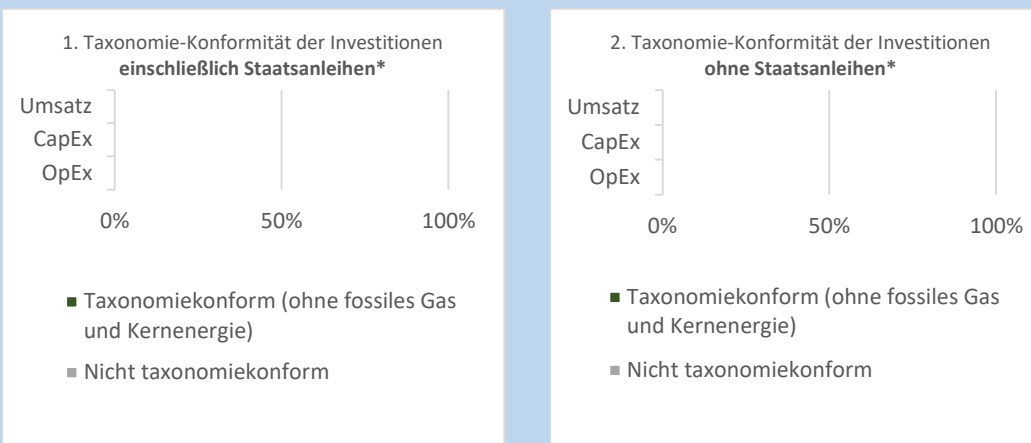 1. Taxonomie-Konformität der Investitionen
einschließlich Staatsanleihen*
Umsatz
CapEx
OpEx
0% 50% 100%
Taxonomiekonform (ohne fossiles Gas
und Kernenergie)
Nicht taxonomiekonform
2. Taxonomie-Konformität der Investitionen
ohne Staatsanleihen*
Umsatz
CapEx
OpEx
0% 50% 100%
Taxonomiekonform (ohne fossiles Gas
und Kernenergie)
Nicht taxonomiekonform